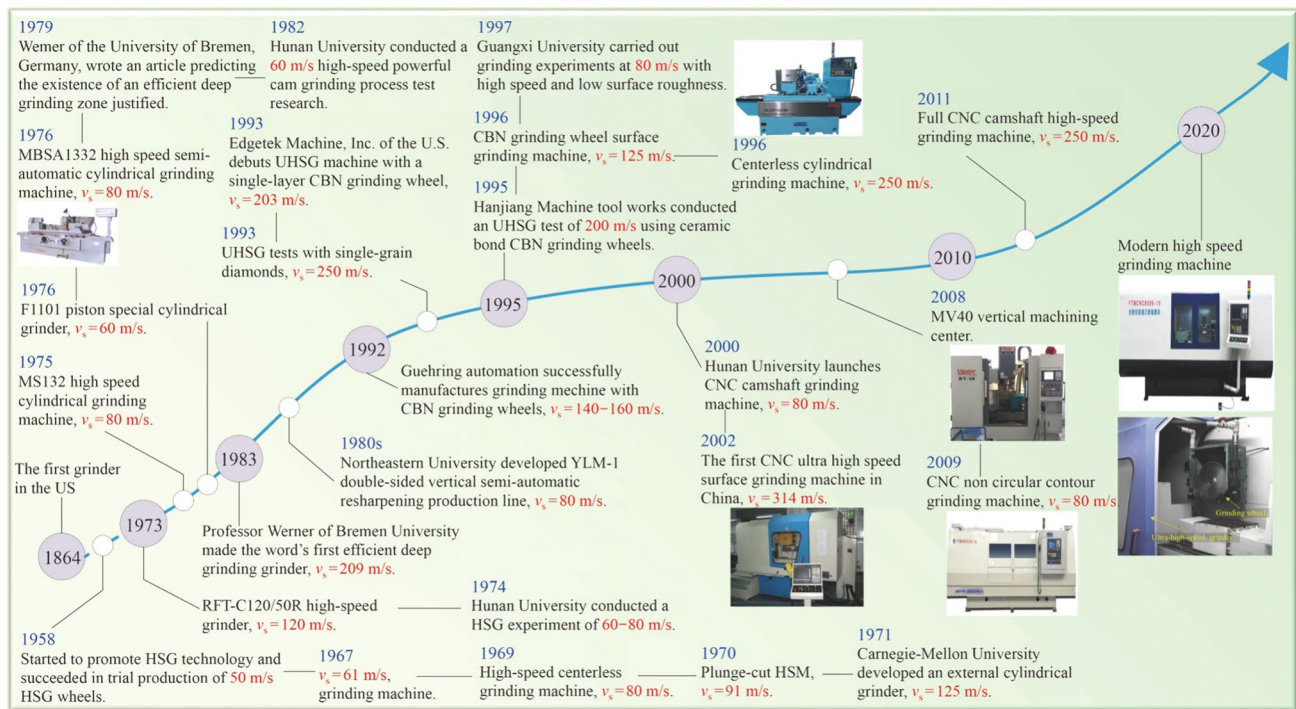 1979
Wemer of the University of Bremen,
Germany, wrote an article predicting
the existence of an efficient deep
grinding zone justified.
1982
Hunan University conducted a
60 m/s high-speed powerful
cam grinding process test
research.
1997
Guangxi University carried out
grinding experiments at 80 m/s with
high speed and low surface roughness.
1976
MBSA1332 high speed semi-
automatic cylindrical grinding
machine, vs=80 m/s.
1993
Edgetek Machine, Inc. of the U.S.
debuts UHSG machine with a
single-layer CBN grinding wheel,
vs=203 m/s.
1996
CBN grinding wheel surface
grinding machine, vs=125 m/s.
1996
Centerless cylindrical
grinding machine, vs=250 m/s.
2011
Full CNC camshaft high-speed
grinding machine, vs=250 m/s.
2020
1995
Hanjiang Machine tool works conducted
an UHSG test of 200 m/s using ceramic
bond CBN grinding wheels.
1993
UHSG tests with single-grain
diamonds, vs=250 m/s.
Modern high speed
grinding machine
1976
F1101 piston special cylindrical
grinder, vs=60 m/s.
1995
2000
2010
2008
MV40 vertical machining
center.
1975
MS132 high speed
cylindrical grinding
machine, vs=80 m/s.
1992
Guehring automation successfully
manufactures grinding mechine with
CBN grinding wheels, vs=140−160 m/s.
2000
Hunan University launches
CNC camshaft grinding
machine, vs=80 m/s.
The first grinder
in the US
1983
1980s
Northeastern University developed YLM-1
double-sided vertical semi-automatic
resharpening production line, vs=80 m/s.
2002
The first CNC ultra high speed
surface grinding machine in
China, vs=314 m/s.
2009
CNC non circular contour
grinding machine, vs=80 m/s.
Grinding wheel
Ultra-high speed grinder
1864
1973
Professor Werner of Bremen University
made the word's first efficient deep
grinding grinder, vs=209 m/s.
RFT-C120/50R high-speed
grinder, vs=120 m/s.
1974
Hunan University conducted a
HSG experiment of 60−80 m/s.
1958
Started to promote HSG technology and
succeeded in trial production of 50 m/s
HSG wheels.
1967
vs=61 m/s,
grinding machine.
1969
High-speed centerless
grinding machine, vs=80 m/s.
1970
Plunge-cut HSM,
vs=91 m/s.
1971
Carnegie-Mellon University
developed an external cylindrical
grinder, vs=125 m/s.